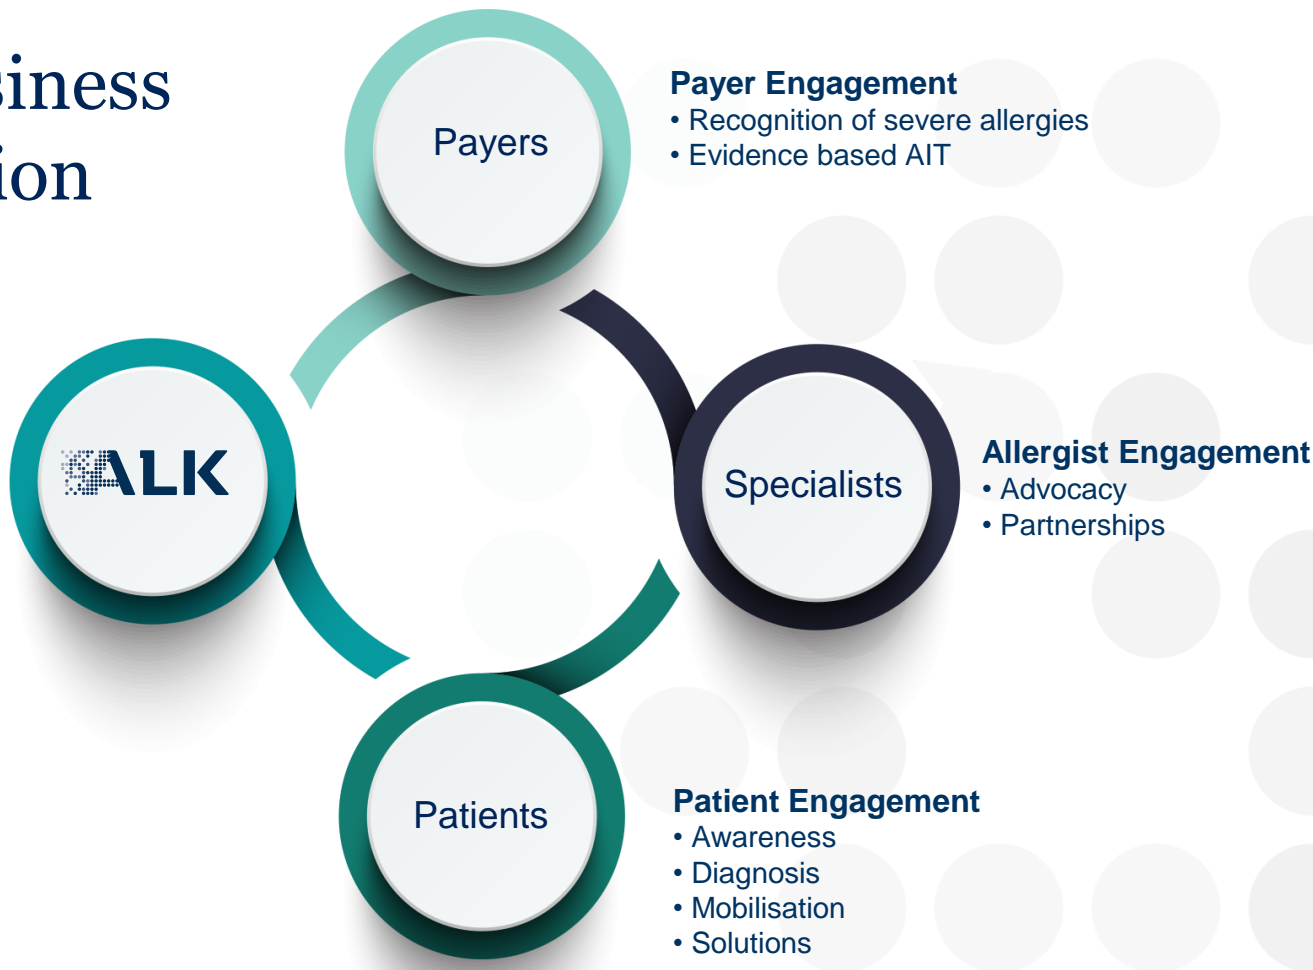 siness
ion
Payers
Payer Engagement
• Recognition of severe allergies
• Evidence based AIT
ALK
Specialists
Allergist Engagement
• Advocacy
• Partnerships
Patients
Patient Engagement
• Awareness
• Diagnosis
• Mobilisation
• Solutions